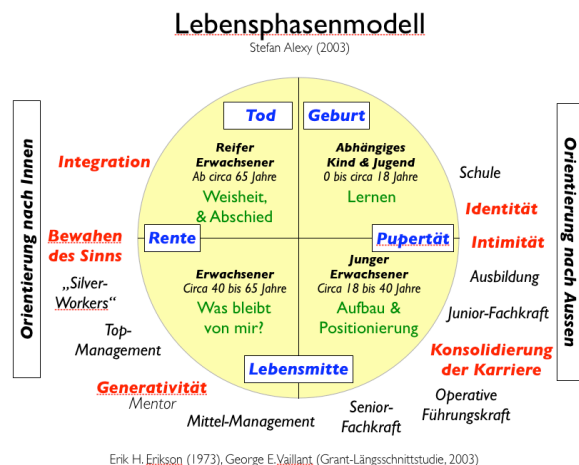 Lebensphasenmodell
Stefan Alexy (2003)
Orientierung nach Innen
Orientierung nach Aussen
Tod
Geburt
Reifer
Erwachsener
Ab circa 65 Jahre
Weisheit,
& Abschied
Abhängiges
Kind & Jugend
0 bis circa 18 Jahre
Lernen
Integration
Schule
Identität
Bewahen
des Sinns
Rente
Pupertät
Intimität
Erwachsener
Circa 40 bis 65 Jahre
Was bleibt
von mir?
Junger
Erwachsener
Circa 18 bis 40 Jahre
Aufbau &
Positionierung
„Silver-
Workers“
Ausbildung
Junior-Fachkraft
Top-
Management
Konsolidierung
der Karriere
Lebensmitte
Generativität
Mentor
Mittel-Management
Senior-
Fachkraft
Operative
Führungskraft
Erik H. Erikson (1973), George E.Vaillant (Grant-Längsschnittstudie, 2003)